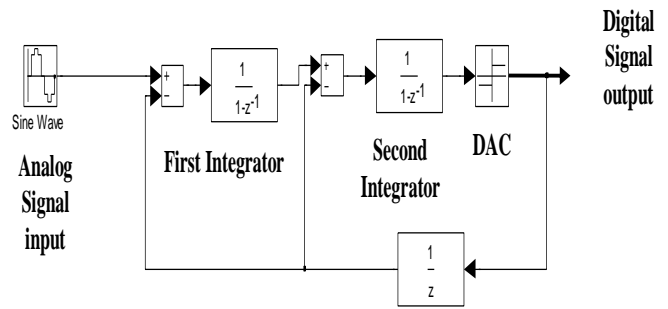 Digital
Signal
output
+
−
1
1-z-1
+
−
1
1-z-1
Sine Wave
Analog
Signal
input
First Integrator
Second
Integrator
DAC
1
z